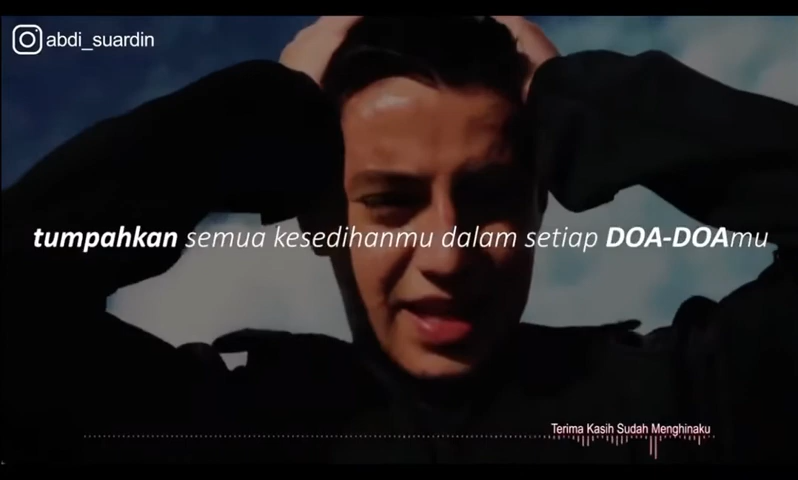 abdi_suardin
tumpahkan semua kesedihanmu dalam setiap DOA-DOAmu
Terima Kasih Sudah Menghinaku